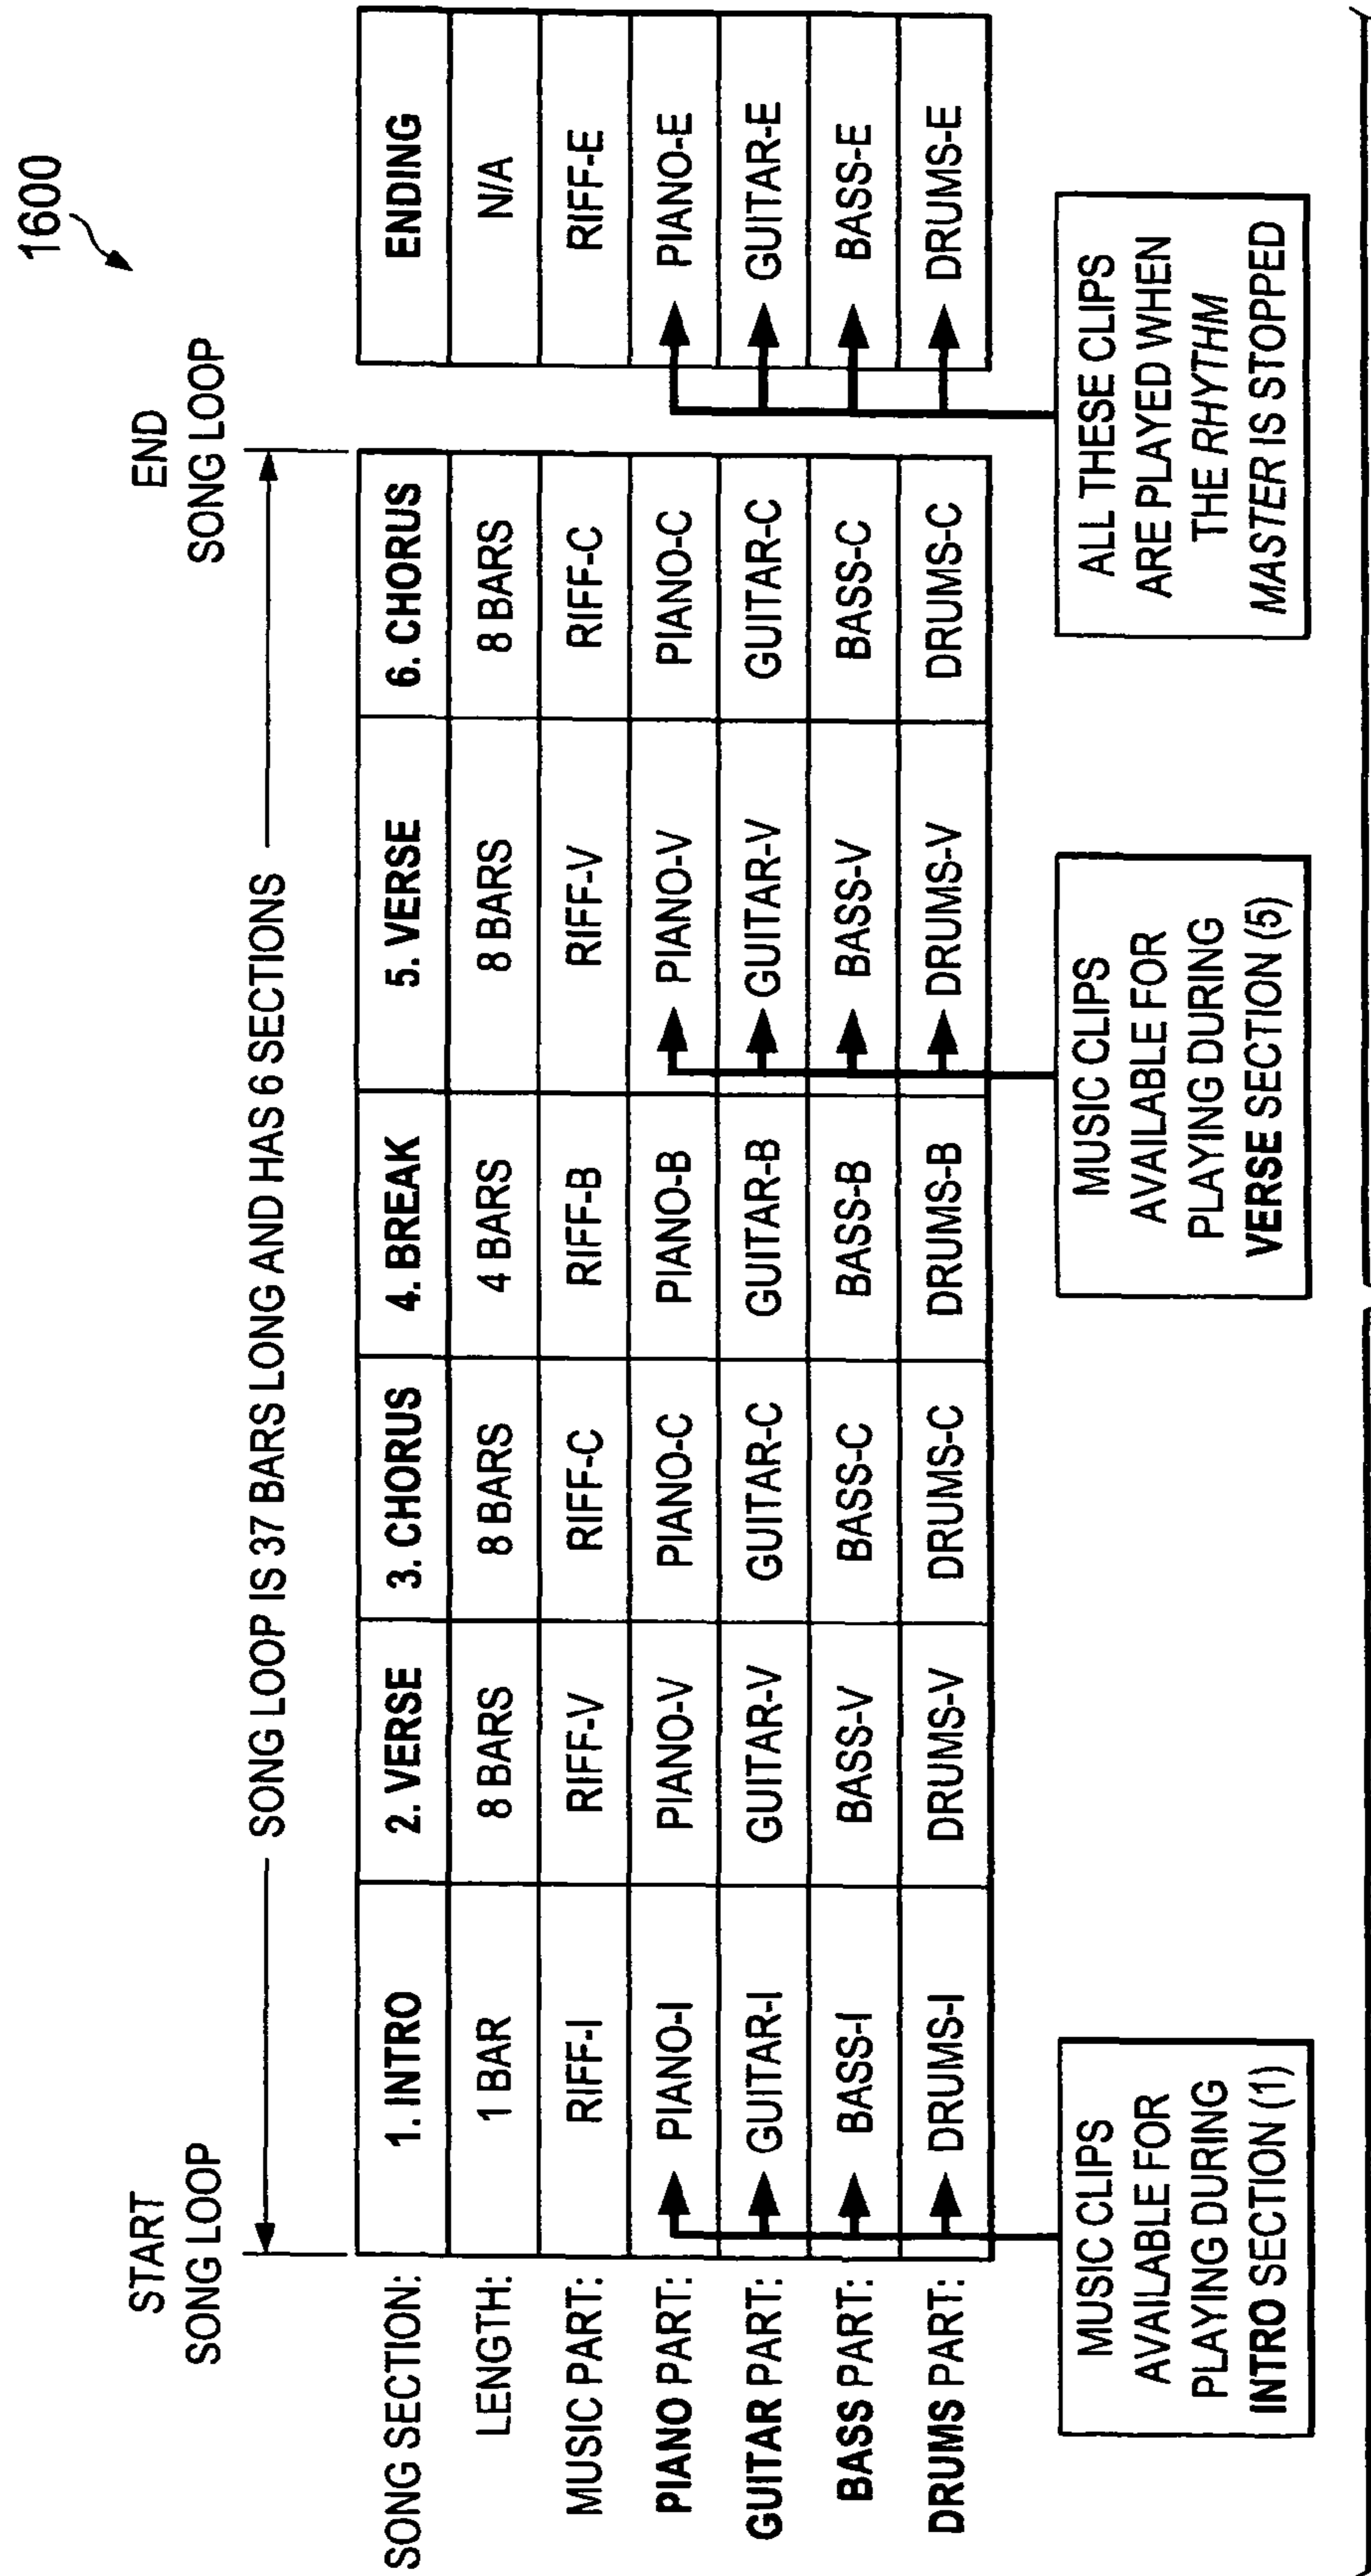 1600
START
SONG LOOP
END
SONG LOOP
SONG LOOP IS 37 BARS LONG AND HAS 6 SECTIONS
SONG SECTION: 1. INTRO 2. VERSE 3. CHORUS 4. BREAK 5. VERSE 6. CHORUS ENDING
LENGTH: 1 BAR 8 BARS 8 BARS 4 BARS 8 BARS 8 BARS N/A
MUSIC PART: RIFF-I RIFF-V RIFF-C RIFF-B RIFF-V RIFF-C RIFF-E
PIANO PART: PIANO-I PIANO-V PIANO-C PIANO-B PIANO-V PIANO-C PIANO-E
GUITAR PART: GUITAR-I GUITAR-V GUITAR-C GUITAR-B GUITAR-V GUITAR-C GUITAR-E
BASS PART: BASS-I BASS-V BASS-C BASS-B BASS-V BASS-C BASS-E
DRUMS PART: DRUMS-I DRUMS-V DRUMS-C DRUMS-B DRUMS-V DRUMS-C DRUMS-E
MUSIC CLIPS
AVAILABLE FOR
PLAYING DURING
INTRO SECTION (1)
MUSIC CLIPS
AVAILABLE FOR
PLAYING DURING
VERSE SECTION (5)
ALL THESE CLIPS
ARE PLAYED WHEN
THE RHYTHM
MASTER IS STOPPED